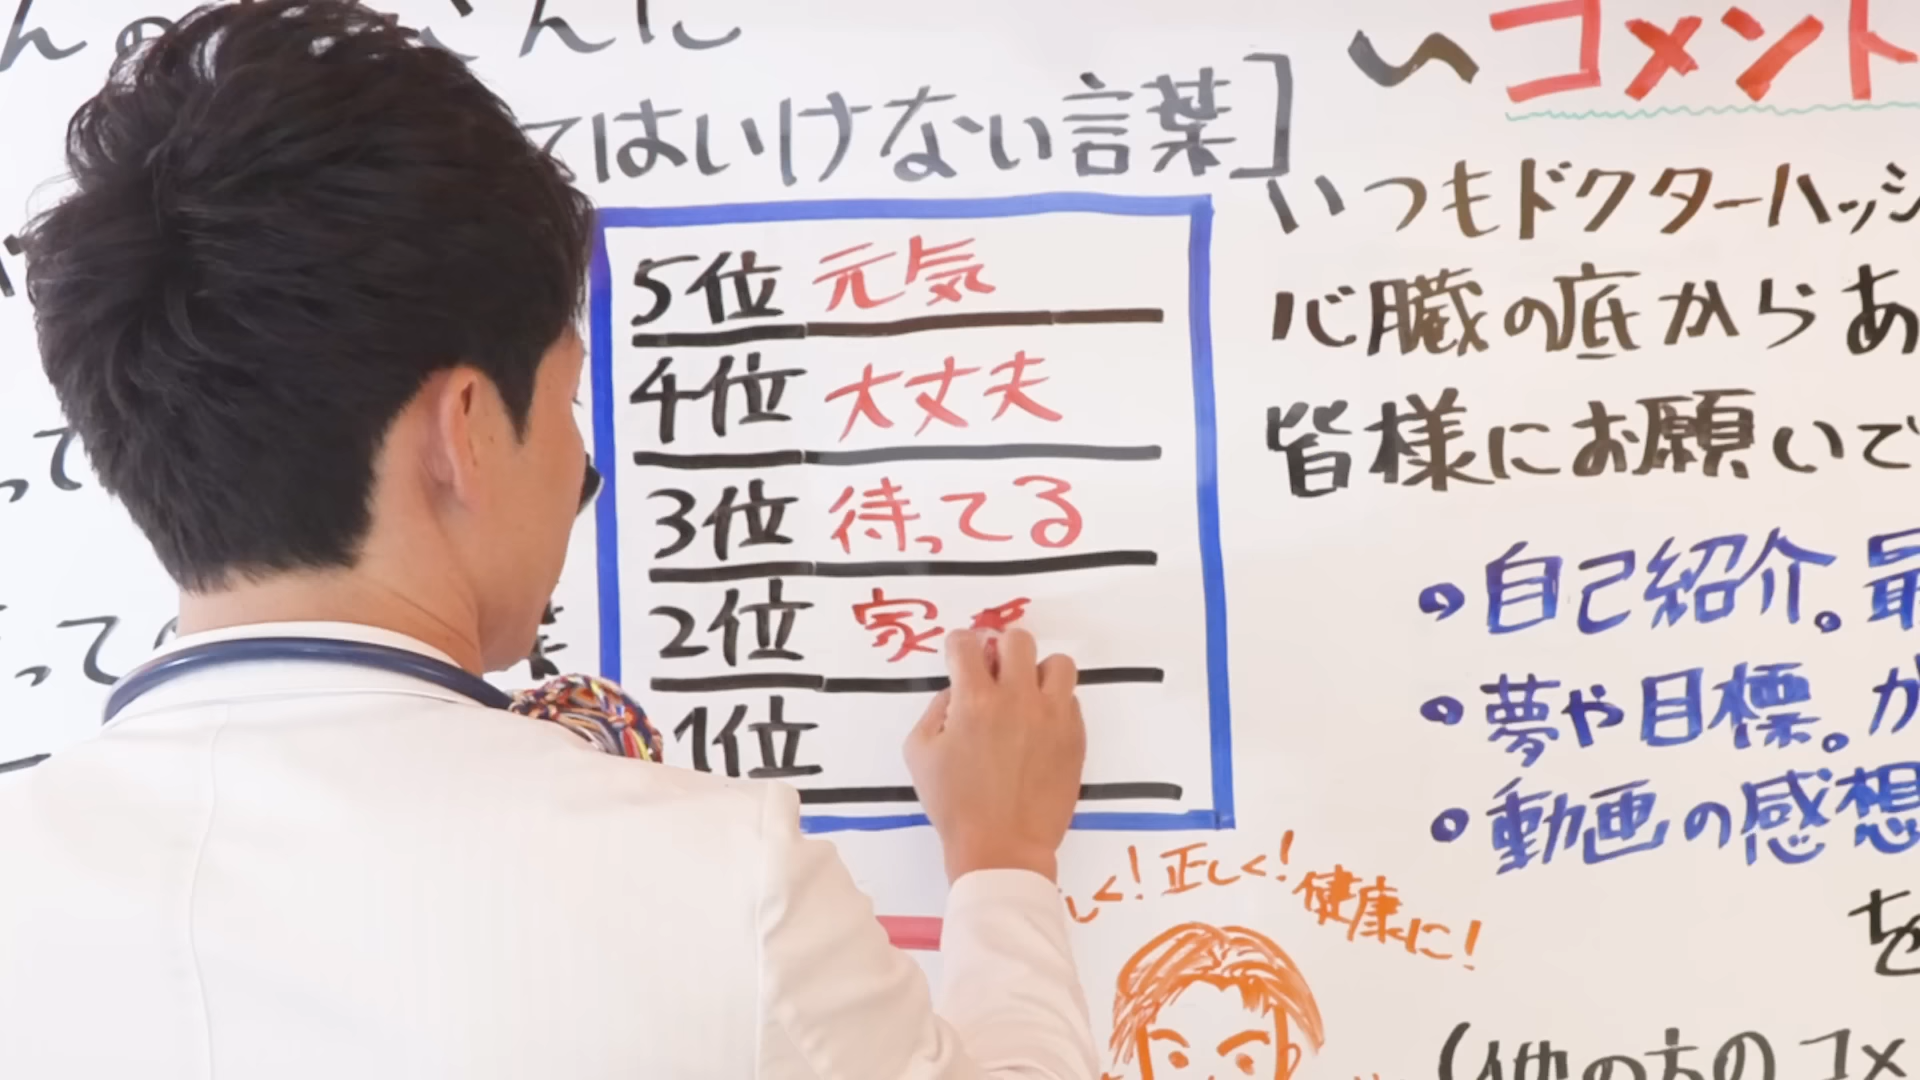 さんに
てはいけない言葉]
5位 元気
4位 大丈夫
3位 待ってる
2位 家
1位
しく!正しく!健康に!
い コメント
いつもドクターハッシ
心臓の底からあ
皆様にお願いで
・自己紹介。最
・夢や目標。か
・動画の感想
を
(他の方のコメ
って